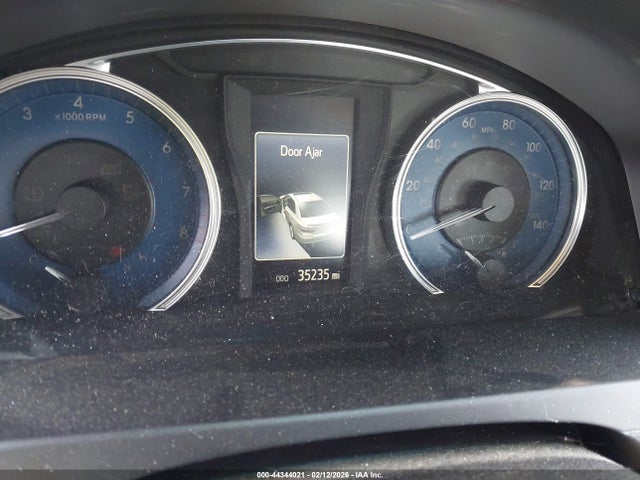 3 4 5 6 7 8
x1000 RPM
Door Ajar
ODO 35235 mi
0 40 60 80 100 120 140
MPH
000-44344021 - 02/12/2026 - © IAA Inc.